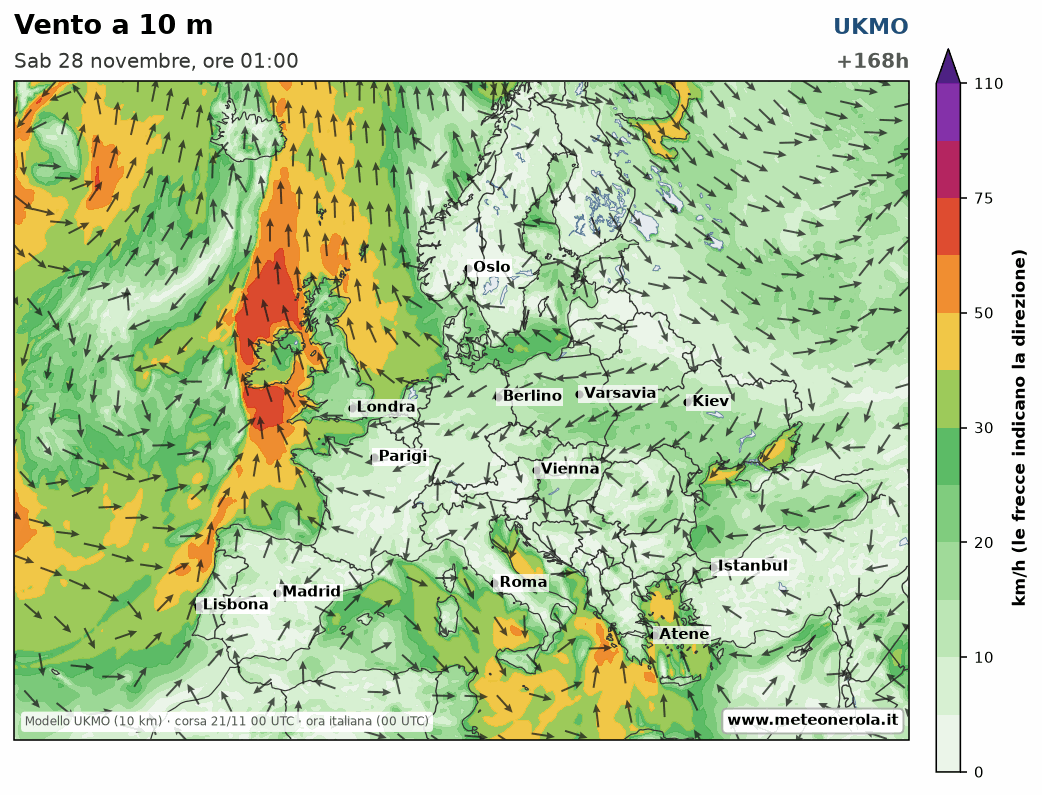 Vento a 10 m
UKMO
Sab 28 novembre, ore 01:00
+168h
110
75
50
30
20
10
0
km/h (le frecce indicano la direzione)
Oslo
Berlino
Varsavia
Kiev
Londra
Parigi
Vienna
Istanbul
Roma
Madrid
Lisbona
Atene
Modello UKMO (10 km) · corsa 21/11 00 UTC · ora italiana (00 UTC)
www.meteonerola.it